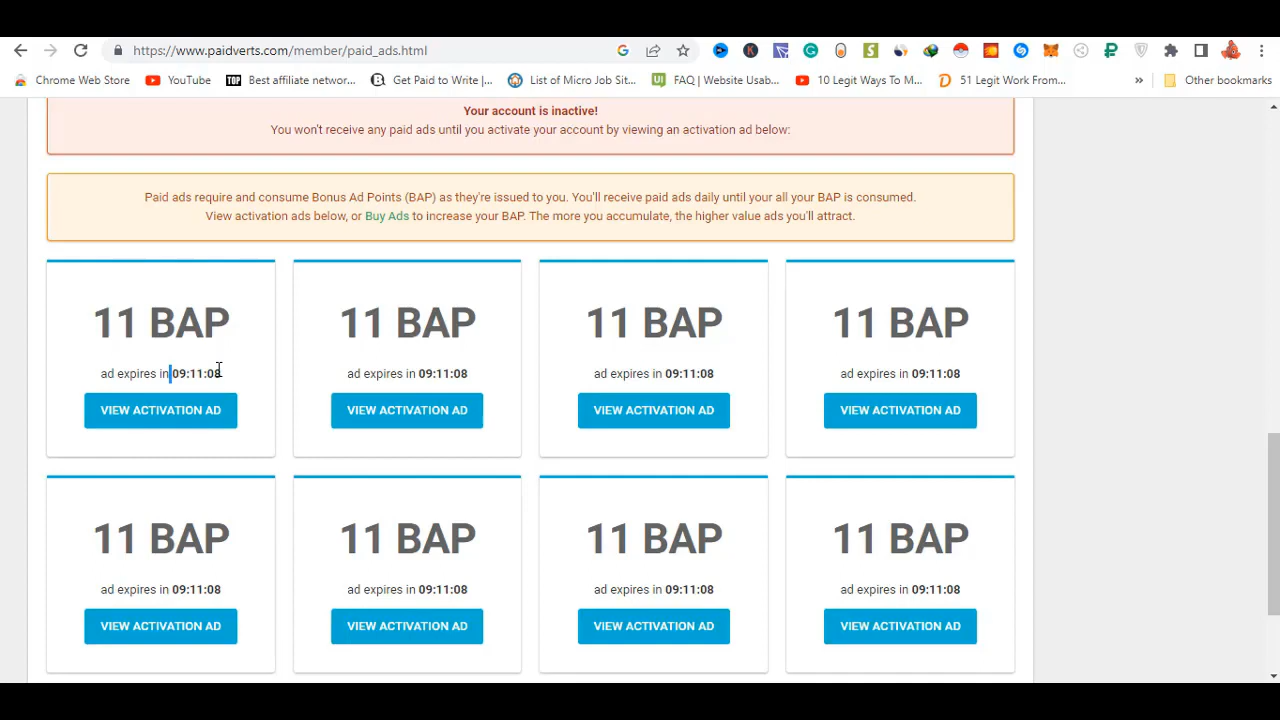 https://www.paidverts.com/member/paid_ads.html
Chrome Web Store YouTube TOP Best affiliate networ... Get Paid to Write |... List of Micro Job Sit... UI FAQ | Website Usab... 10 Legit Ways To M... 51 Legit Work From... » Other bookmarks
Your account is inactive!
You won't receive any paid ads until you activate your account by viewing an activation ad below:
Paid ads require and consume Bonus Ad Points (BAP) as they're issued to you. You'll receive paid ads daily until your all your BAP is consumed.
View activation ads below, or Buy Ads to increase your BAP. The more you accumulate, the higher value ads you'll attract.
11 BAP 11 BAP 11 BAP 11 BAP
ad expires in 09:11:08 ad expires in 09:11:08 ad expires in 09:11:08 ad expires in 09:11:08
VIEW ACTIVATION AD VIEW ACTIVATION AD VIEW ACTIVATION AD VIEW ACTIVATION AD
11 BAP 11 BAP 11 BAP 11 BAP
ad expires in 09:11:08 ad expires in 09:11:08 ad expires in 09:11:08 ad expires in 09:11:08
VIEW ACTIVATION AD VIEW ACTIVATION AD VIEW ACTIVATION AD VIEW ACTIVATION AD